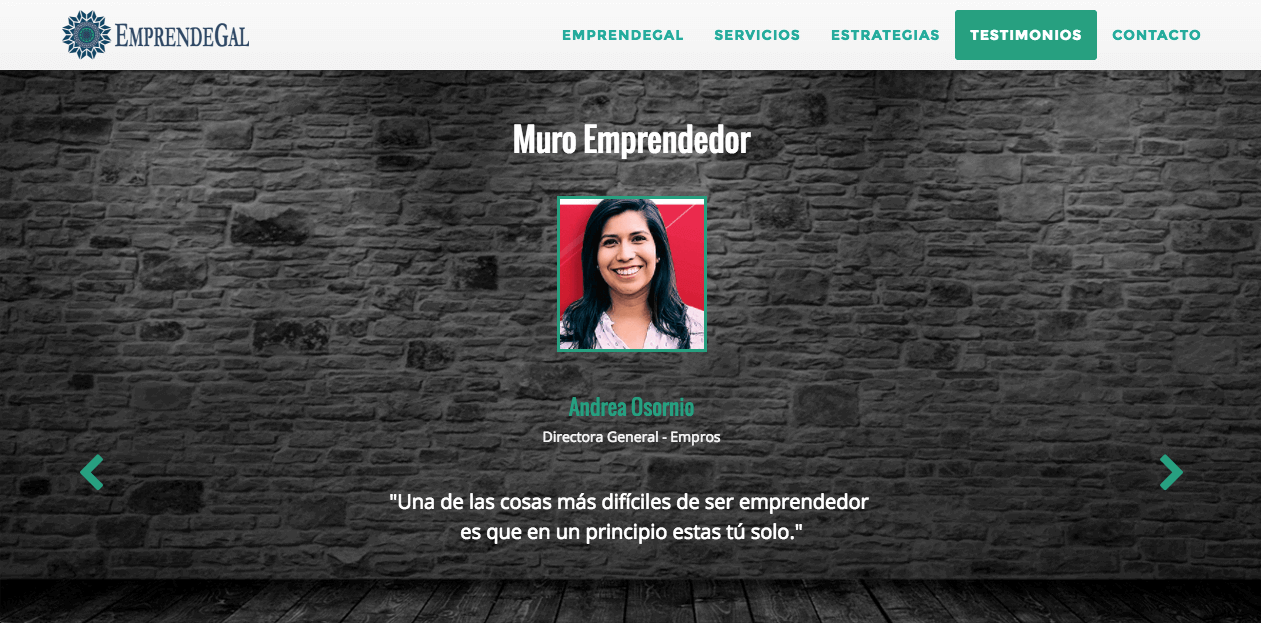 EMPRENDEGAL
EMPRENDEGAL SERVICIOS ESTRATEGIAS TESTIMONIOS CONTACTO
Muro Emprendedor
Andrea Osornio
Directora General - Empros
"Una de las cosas más difíciles de ser emprendedor
es que en un principio estas tú solo."